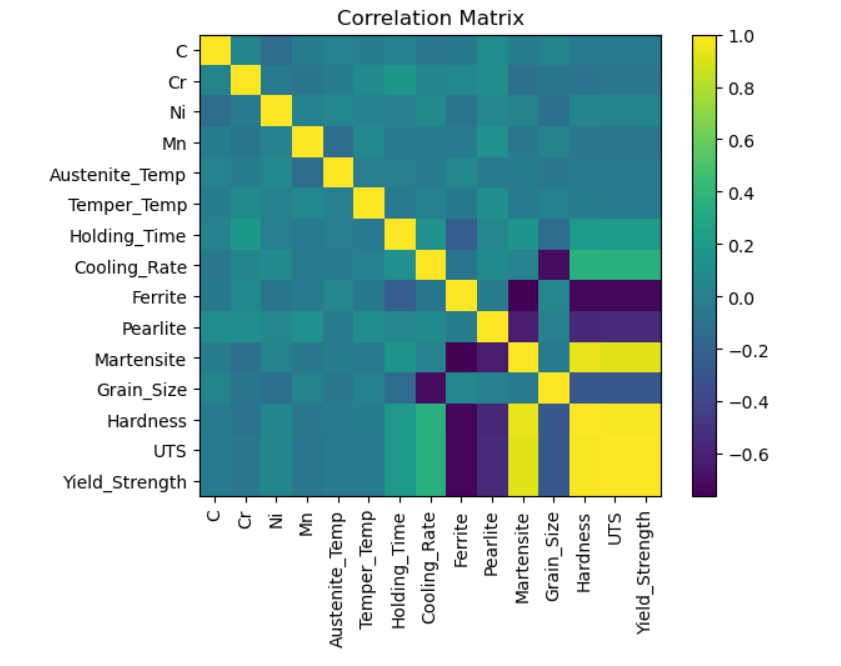 Correlation Matrix
C
Cr
Ni
Mn
Austenite_Temp
Temper_Temp
Holding_Time
Cooling_Rate
Ferrite
Pearlite
Martensite
Grain_Size
Hardness
UTS
Yield_Strength
C
Cr
Ni
Mn
Austenite_Temp
Temper_Temp
Holding_Time
Cooling_Rate
Ferrite
Pearlite
Martensite
Grain_Size
Hardness
UTS
Yield_Strength
1.0
0.8
0.6
0.4
0.2
0.0
−0.2
−0.4
−0.6